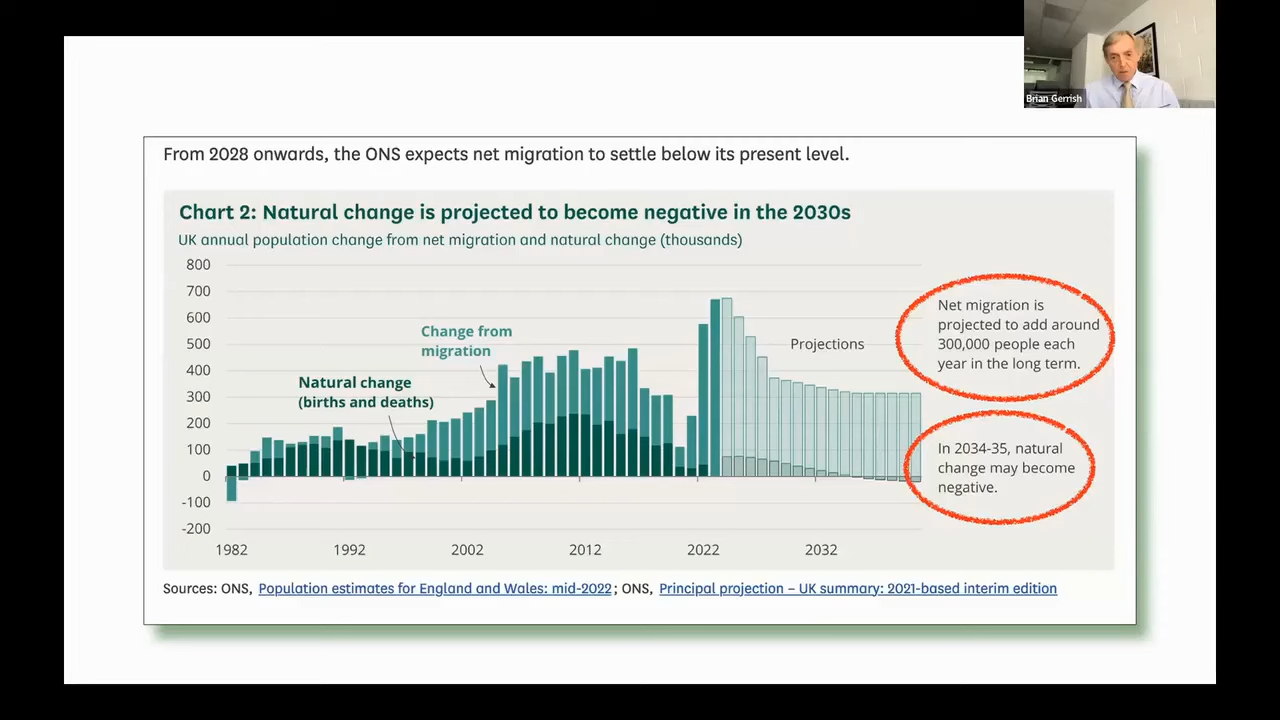 Brian Gerrish
From 2028 onwards, the ONS expects net migration to settle below its present level.
Chart 2: Natural change is projected to become negative in the 2030s
UK annual population change from net migration and natural change (thousands)
800
700
600
500
400
300
200
100
0
-100
-200
Change from
migration
Natural change
(births and deaths)
Projections
Net migration is
projected to add around
300,000 people each
year in the long term.
In 2034-35, natural
change may become
negative.
1982 1992 2002 2012 2022 2032
Sources: ONS, Population estimates for England and Wales: mid-2022; ONS, Principal projection – UK summary: 2021-based interim edition